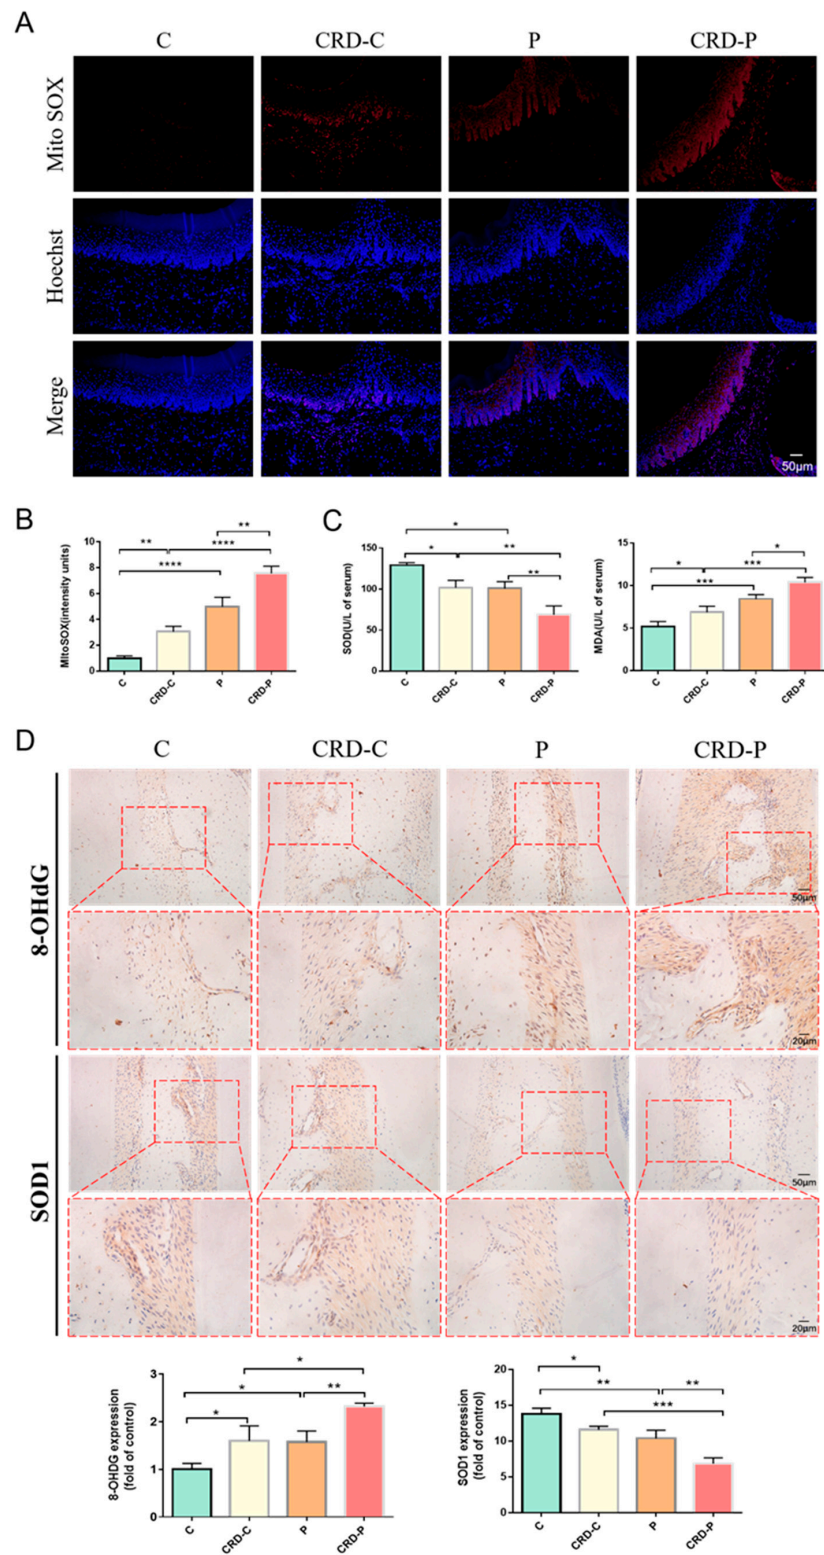 A
C CRD-C P CRD-P
Mito SOX
Hoechst
Merge
50μm
B
MitoSOX(intensity units)
10
8
6
4
2
0
** **** **
****
C CRD-C P CRD-P
C
SOD(U/L of serum)
150
100
50
0
*
* **
**
C CRD-C P CRD-P
MDA(U/L of serum)
15
10
5
0
*
* ***
***
C CRD-C P CRD-P
D
C CRD-C P CRD-P
8-OHdG
50μm
20μm
SOD1
50μm
20μm
8-OHDG expression
(fold of control)
3
2
1
0
*
* **
*
C CRD-C P CRD-P
SOD1 expression
(fold of control)
20
15
10
5
0
*
** **
***
C CRD-C P CRD-P